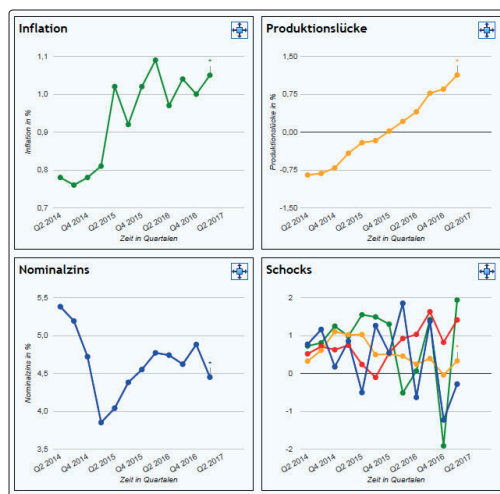 Inflation
1,1
1,0
0,9
0,8
0,7
Inflation in %
Q2 2014
Q4 2014
Q2 2015
Q4 2015
Q2 2016
Q4 2016
Q2 2017
Zeit in Quartalen
Produktionslücke
1,50
0,75
0,00
-0,75
-1,50
Produktionslücke in %
Q2 2014
Q4 2014
Q2 2015
Q4 2015
Q2 2016
Q4 2016
Q2 2017
Zeit in Quartalen
Nominalzins
5,5
5,0
4,5
4,0
3,5
Nominalzins in %
Q2 2014
Q4 2014
Q2 2015
Q4 2015
Q2 2016
Q4 2016
Q2 2017
Zeit in Quartalen
Schocks
2
1
0
-1
-2
Q2 2014
Q4 2014
Q2 2015
Q4 2015
Q2 2016
Q4 2016
Q2 2017
Zeit in Quartalen